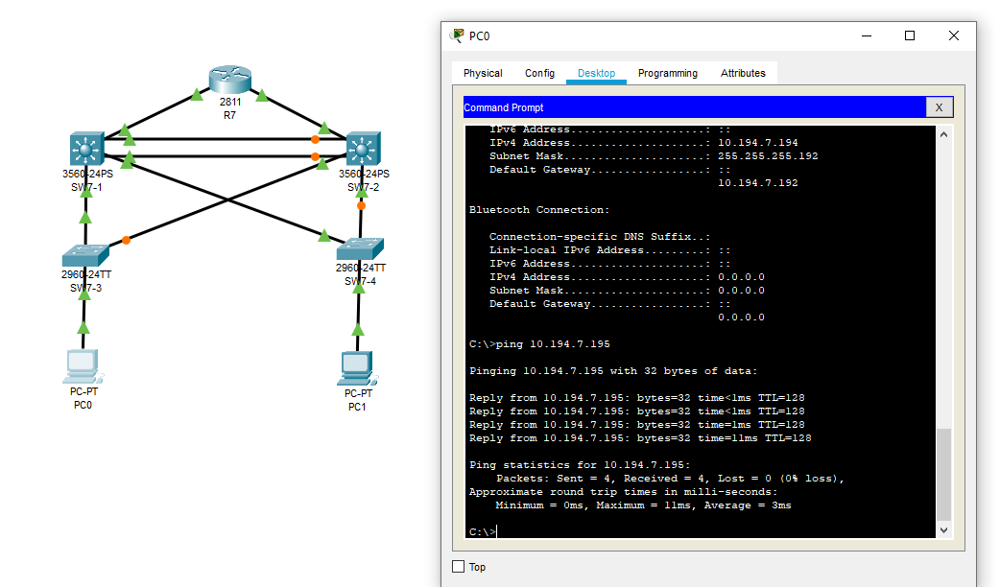 2811
R7
3560-24PS
SW7-1
3560-24PS
SW7-2
2960-24TT
SW7-3
2960-24TT
SW7-4
PC-PT
PC0
PC-PT
PC1
PC0
Physical Config Desktop Programming Attributes
Command Prompt X
IPv6 Address....................: ::
IPv4 Address....................: 10.194.7.194
Subnet Mask.....................: 255.255.255.192
Default Gateway.................: ::
10.194.7.192
Bluetooth Connection:
Connection-specific DNS Suffix..:
Link-local IPv6 Address.........: ::
IPv6 Address....................: ::
IPv4 Address....................: 0.0.0.0
Subnet Mask.....................: 0.0.0.0
Default Gateway.................: ::
0.0.0.0
C:\>ping 10.194.7.195
Pinging 10.194.7.195 with 32 bytes of data:
Reply from 10.194.7.195: bytes=32 time<1ms TTL=128
Reply from 10.194.7.195: bytes=32 time<1ms TTL=128
Reply from 10.194.7.195: bytes=32 time=1ms TTL=128
Reply from 10.194.7.195: bytes=32 time=11ms TTL=128
Ping statistics for 10.194.7.195:
Packets: Sent = 4, Received = 4, Lost = 0 (0% loss),
Approximate round trip times in milli-seconds:
Minimum = 0ms, Maximum = 11ms, Average = 3ms
C:\>
Top